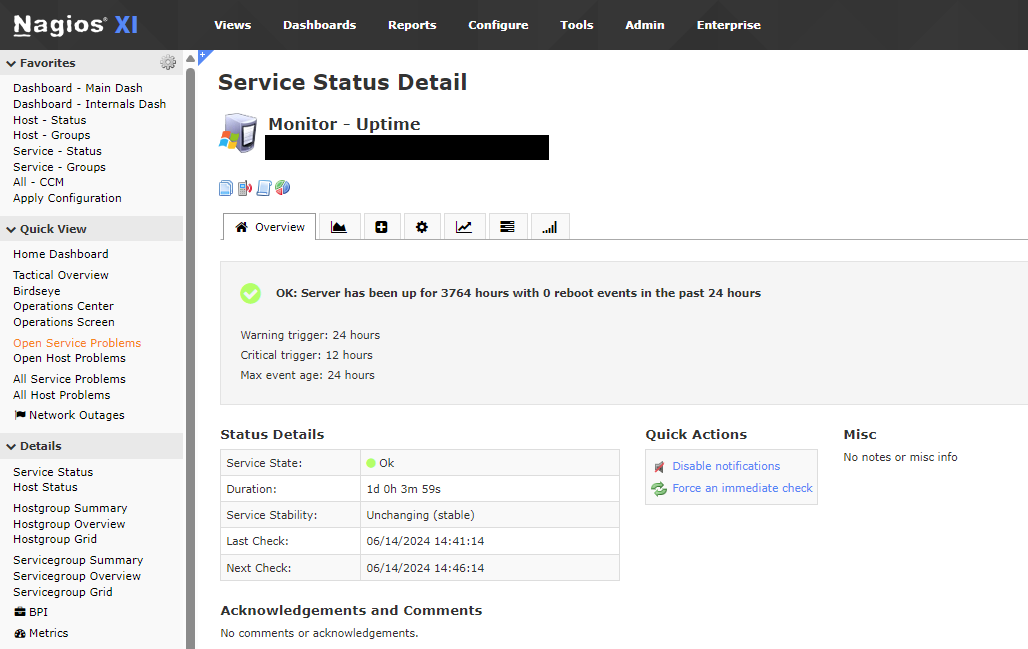 Nagios® XI
Views Dashboards Reports Configure Tools Admin Enterprise
Favorites
Dashboard - Main Dash
Dashboard - Internals Dash
Host - Status
Host - Groups
Service - Status
Service - Groups
All - CCM
Apply Configuration
Quick View
Home Dashboard
Tactical Overview
Birdseye
Operations Center
Operations Screen
Open Service Problems
Open Host Problems
All Service Problems
All Host Problems
Network Outages
Details
Service Status
Host Status
Hostgroup Summary
Hostgroup Overview
Hostgroup Grid
Servicegroup Summary
Servicegroup Overview
Servicegroup Grid
BPI
Metrics
Service Status Detail
Monitor - Uptime
Overview
OK: Server has been up for 3764 hours with 0 reboot events in the past 24 hours
Warning trigger: 24 hours
Critical trigger: 12 hours
Max event age: 24 hours
Status Details
Service State: Ok
Duration: 1d 0h 3m 59s
Service Stability: Unchanging (stable)
Last Check: 06/14/2024 14:41:14
Next Check: 06/14/2024 14:46:14
Quick Actions
Disable notifications
Force an immediate check
Misc
No notes or misc info
Acknowledgements and Comments
No comments or acknowledgements.